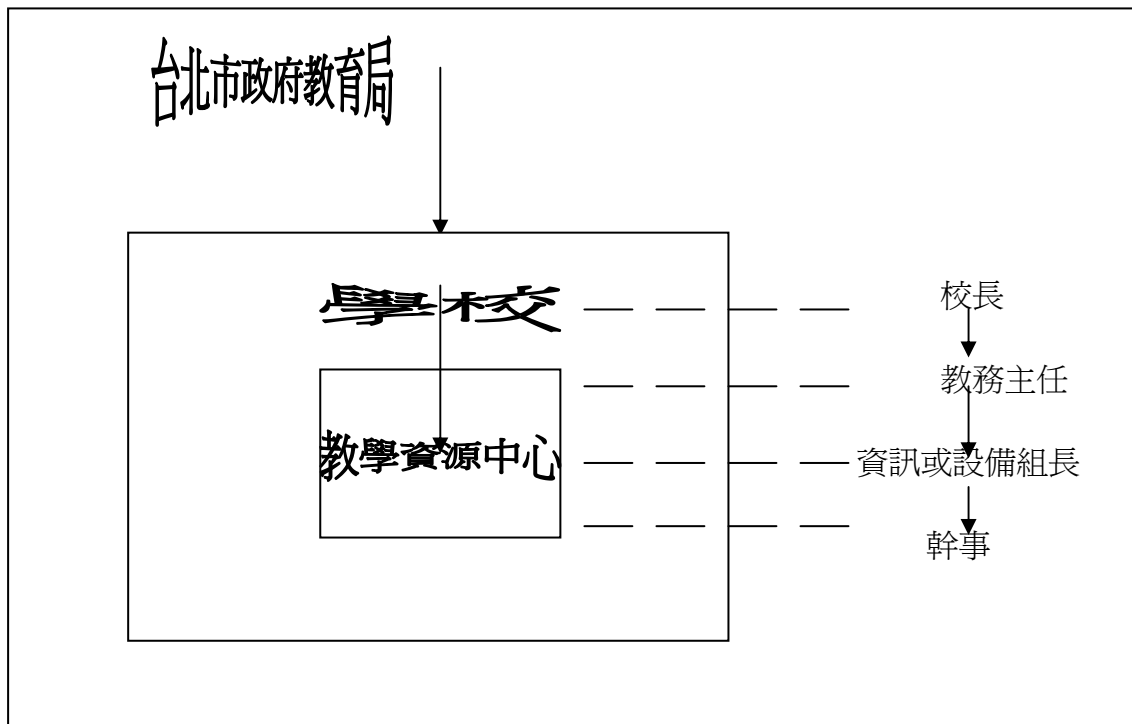 台北市政府教育局
學校
校長
教務主任
教學資源中心
資訊或設備組長
幹事